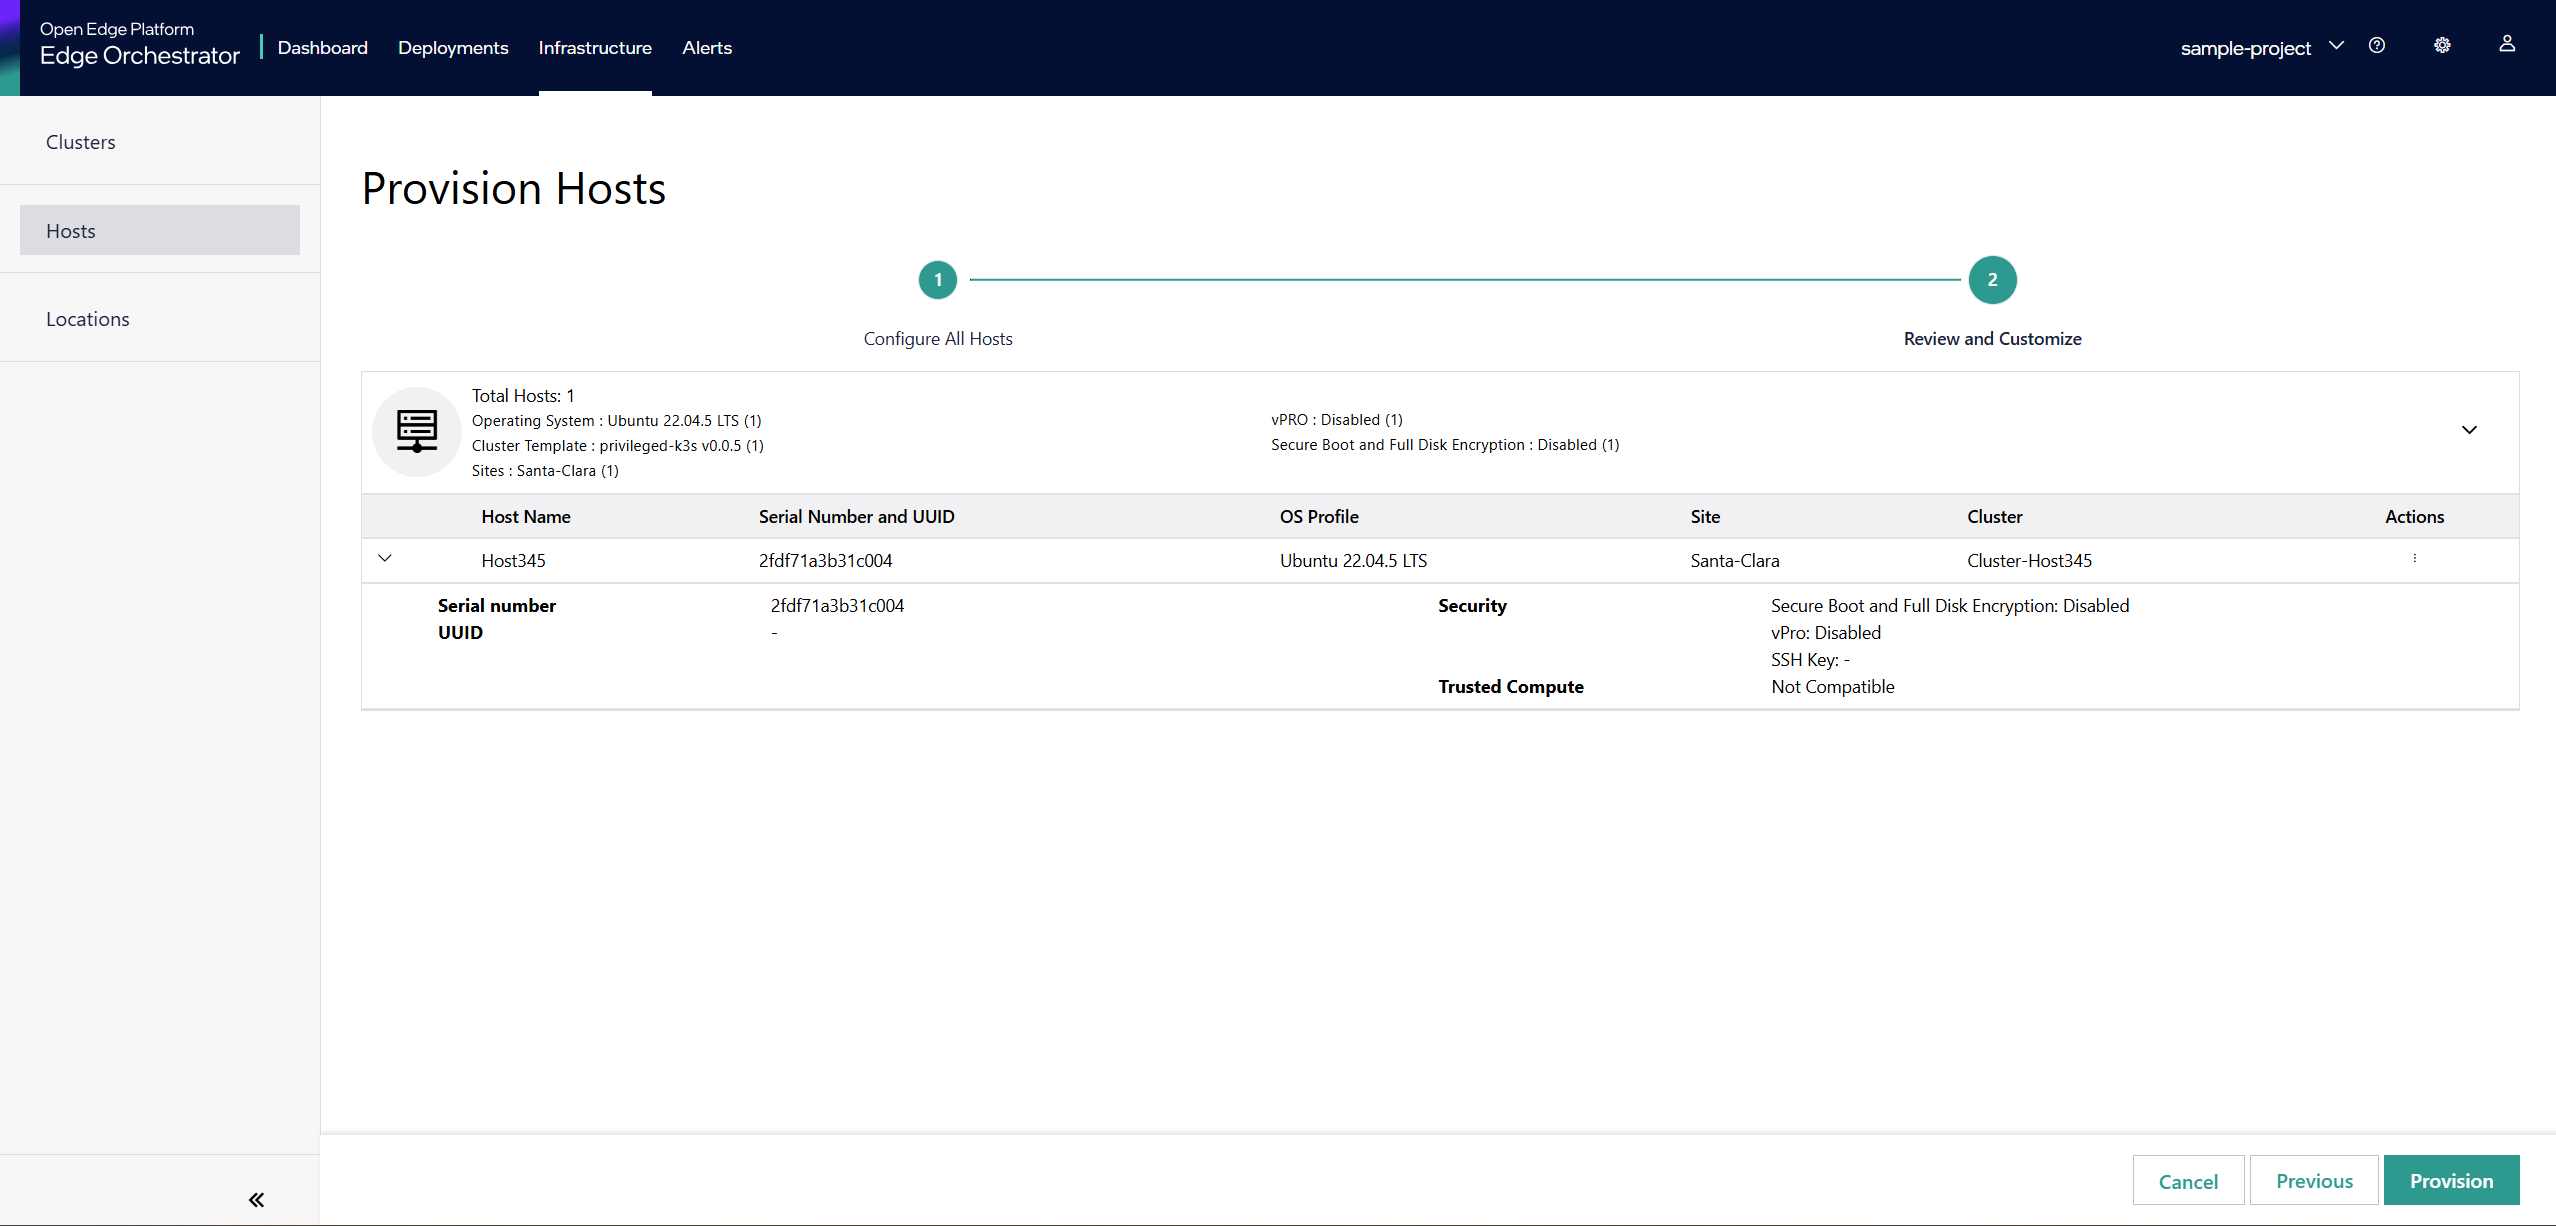 Open Edge Platform
Edge Orchestrator
Dashboard
Deployments
Infrastructure
Alerts
sample-project
Clusters
Hosts
Locations
Provision Hosts
1
2
Configure All Hosts
Review and Customize
Total Hosts: 1
Operating System : Ubuntu 22.04.5 LTS (1)
Cluster Template : privileged-k3s v0.0.5 (1)
Sites : Santa-Clara (1)
vPRO : Disabled (1)
Secure Boot and Full Disk Encryption : Disabled (1)
Host Name Serial Number and UUID OS Profile Site Cluster Actions
Host345 2fdf71a3b31c004 Ubuntu 22.04.5 LTS Santa-Clara Cluster-Host345
Serial number 2fdf71a3b31c004
UUID -
Security Secure Boot and Full Disk Encryption: Disabled
vPro: Disabled
SSH Key: -
Trusted Compute Not Compatible
Cancel
Previous
Provision